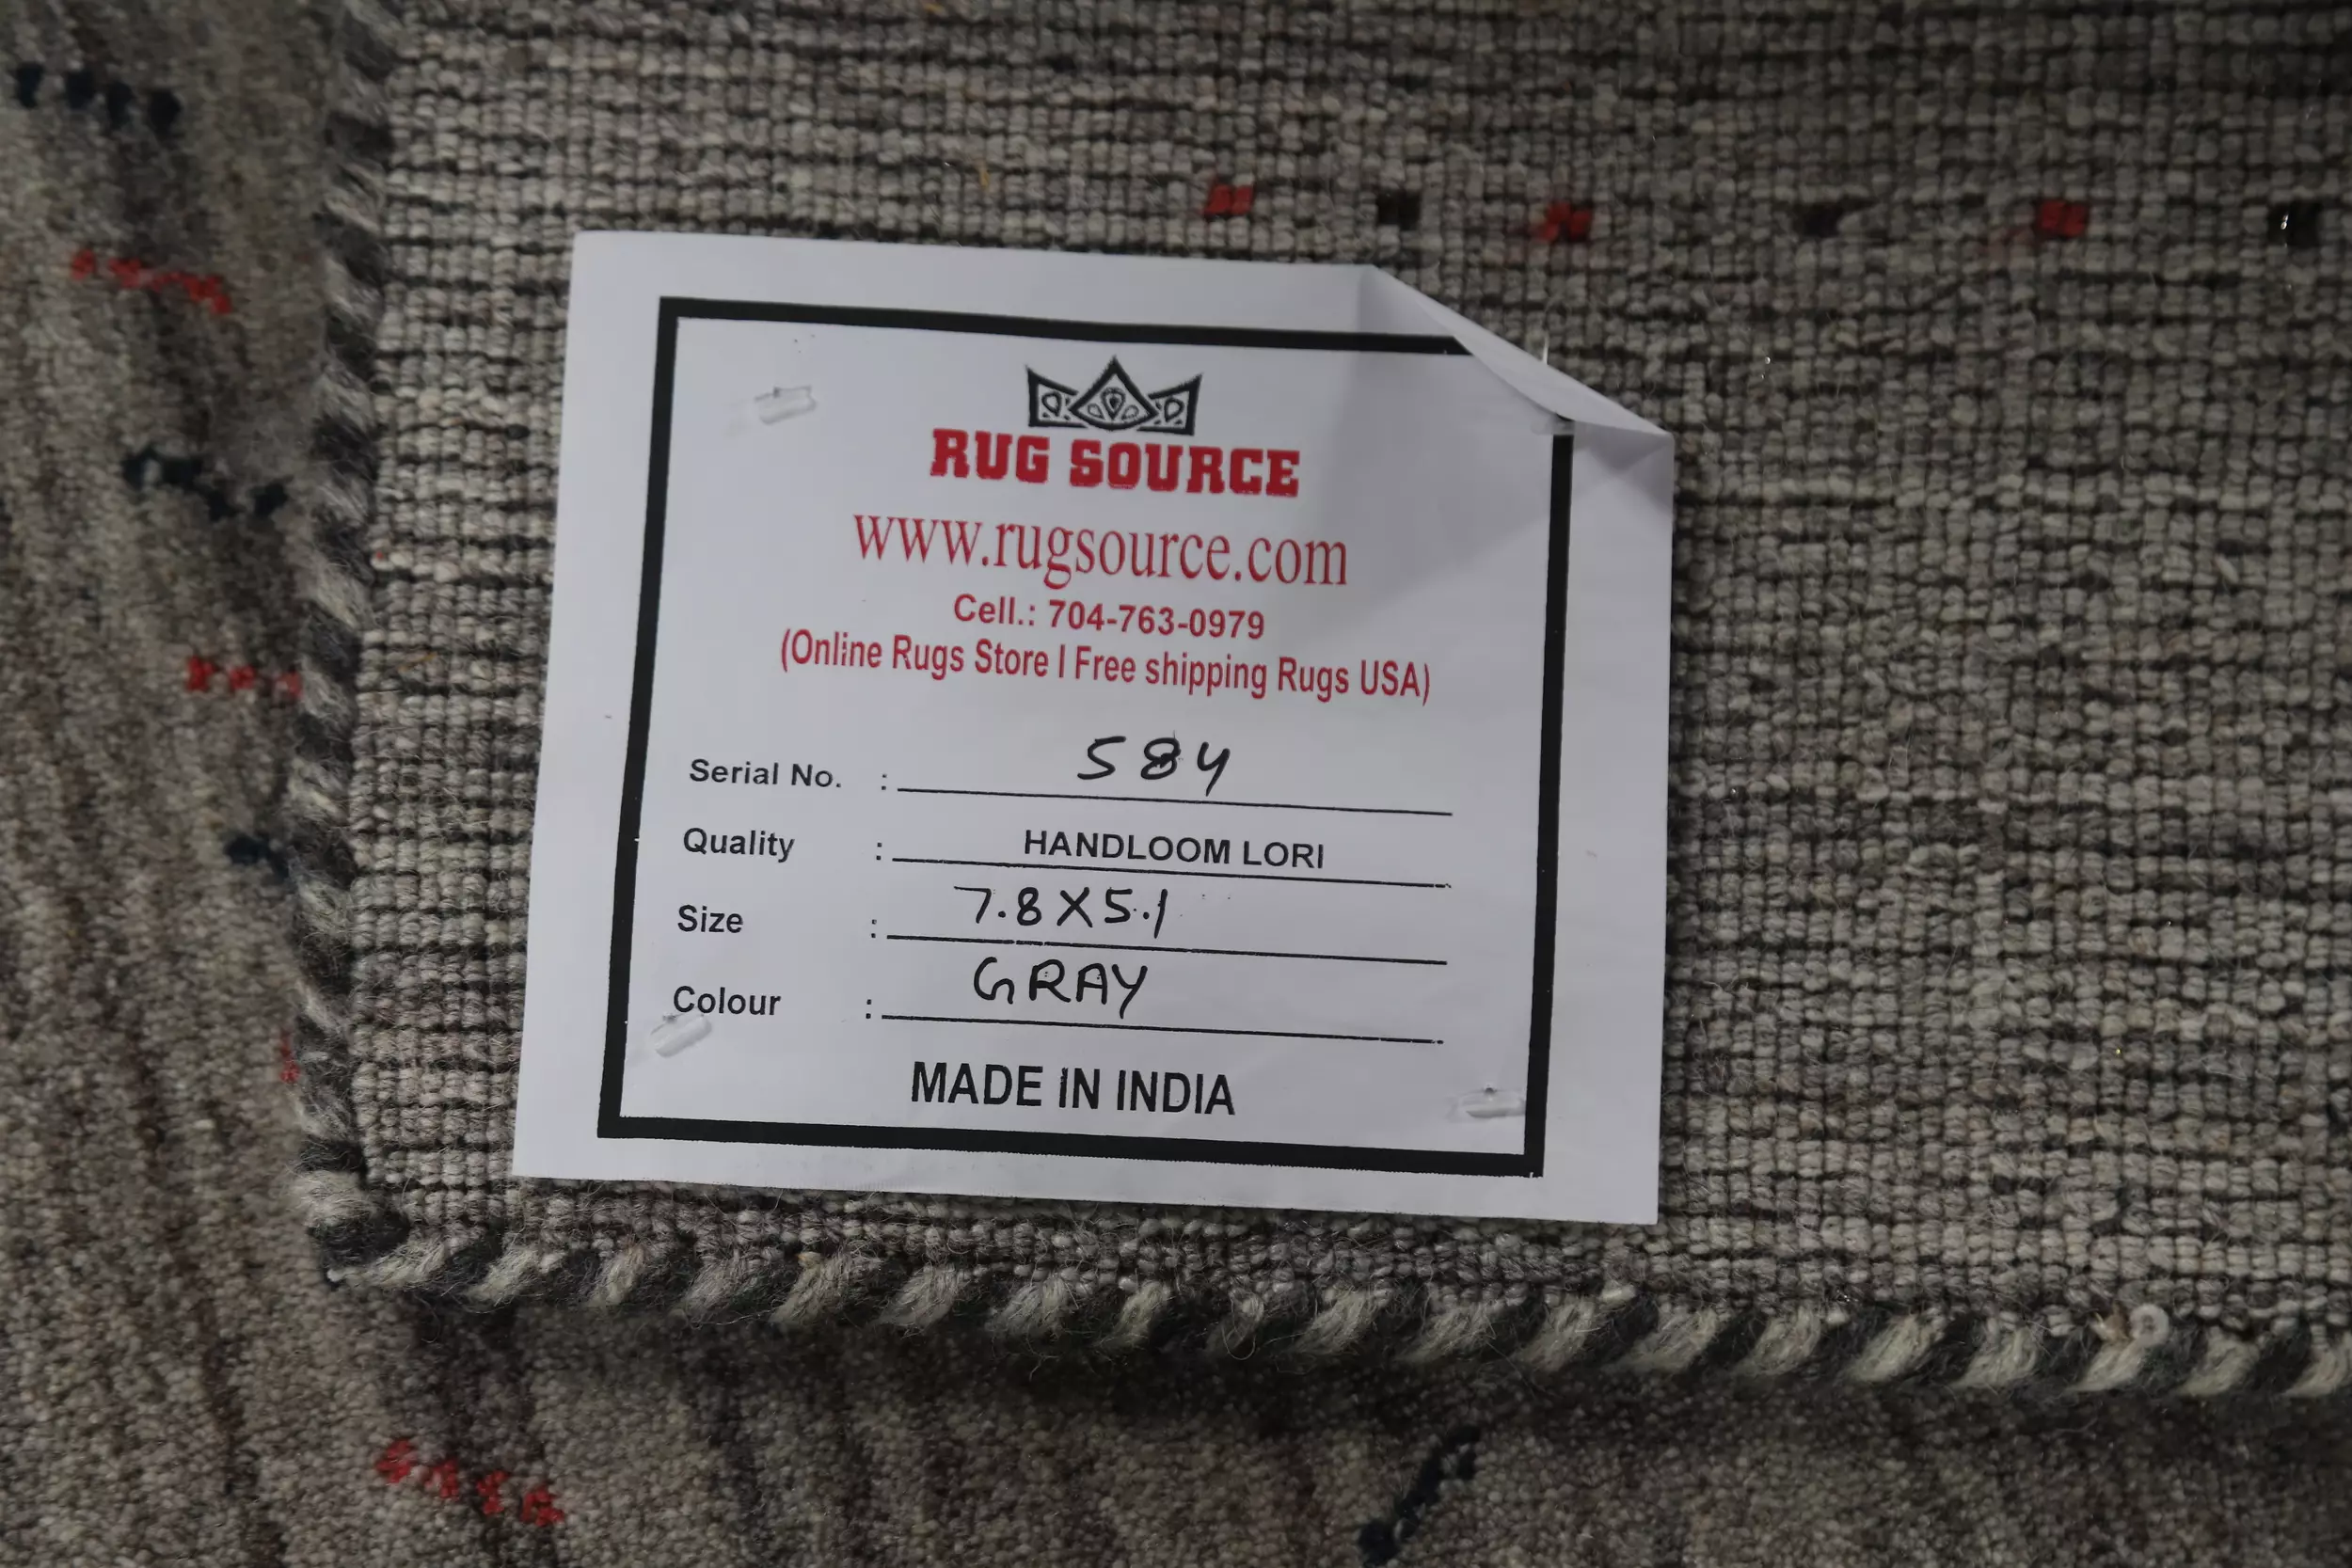 RUG SOURCE
www.rugsource.com
Cell.: 704-763-0979
(Online Rugs Store I Free shipping Rugs USA)
Serial No. : 584
Quality : HANDLOOM LORI
Size : 7.8X5.1
Colour : GRAY
MADE IN INDIA